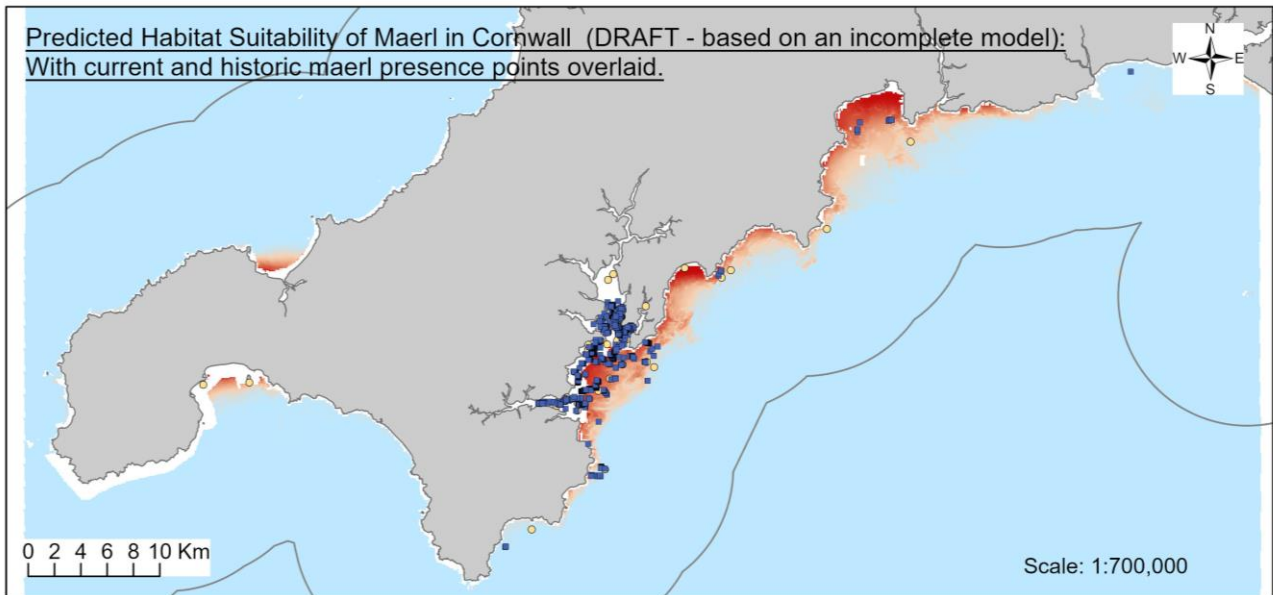 Predicted Habitat Suitability of Maerl in Cornwall (DRAFT - based on an incomplete model):
With current and historic maerl presence points overlaid.
N
W E
S
0 2 4 6 8 10 Km
Scale: 1:700,000